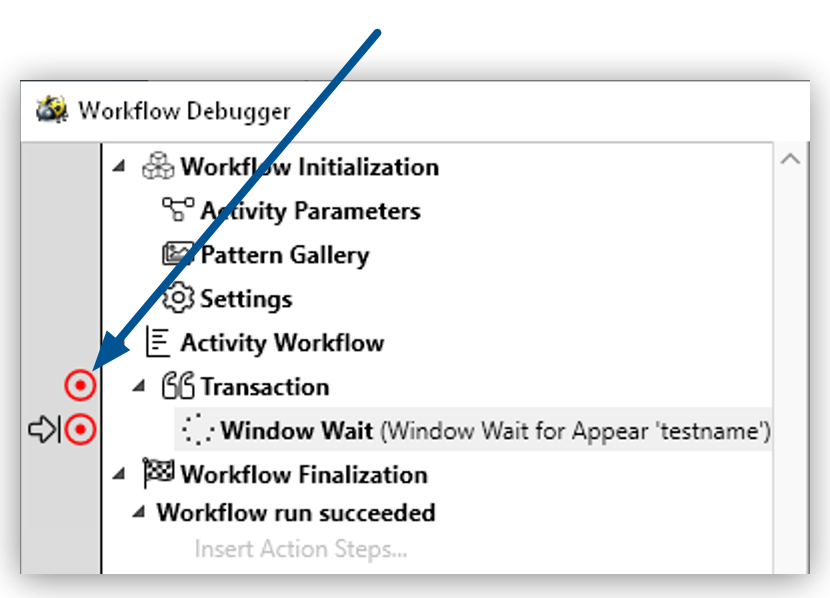 Workflow Debugger
Workflow Initialization
Activity Parameters
Pattern Gallery
Settings
Activity Workflow
Transaction
Window Wait (Window Wait for Appear 'testname')
Workflow Finalization
Workflow run succeeded
Insert Action Steps...